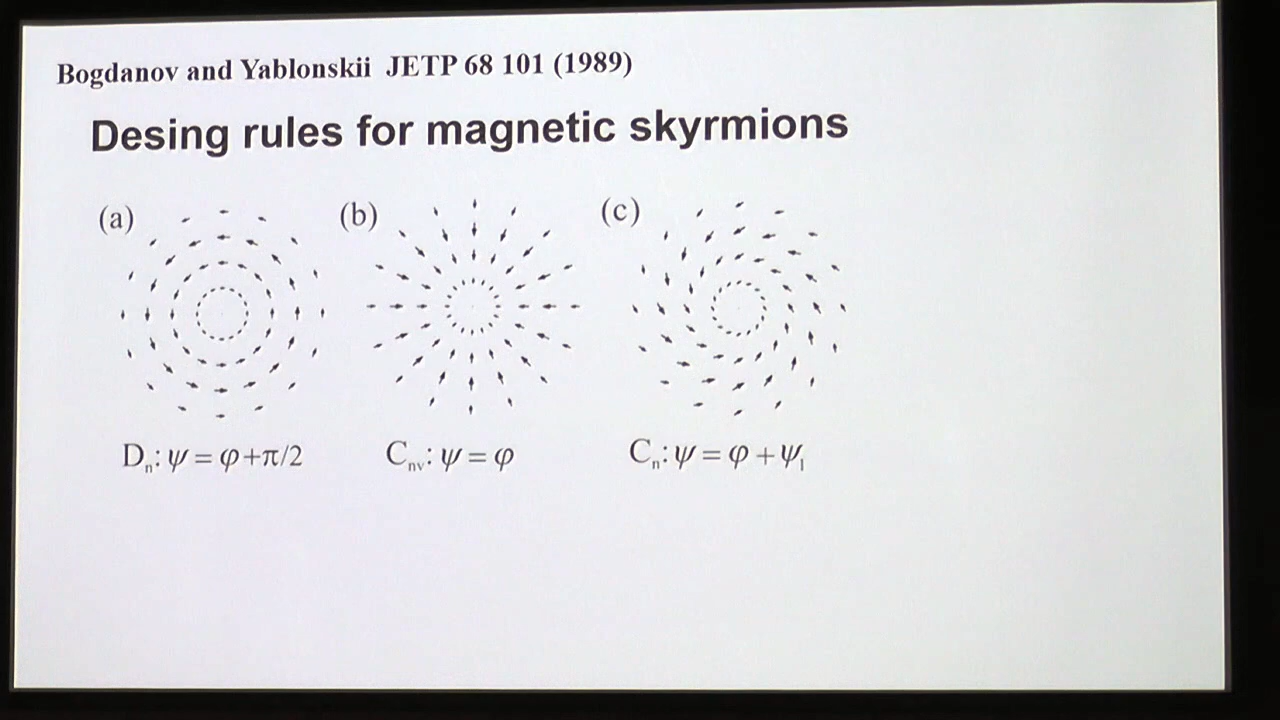 Bogdanov and Yablonskii JETP 68 101 (1989)
Desing rules for magnetic skyrmions
(a) (b) (c)
Dₙ: ψ = φ+π/2 Cₙᵥ: ψ = φ Cₙ: ψ = φ + ψ₁